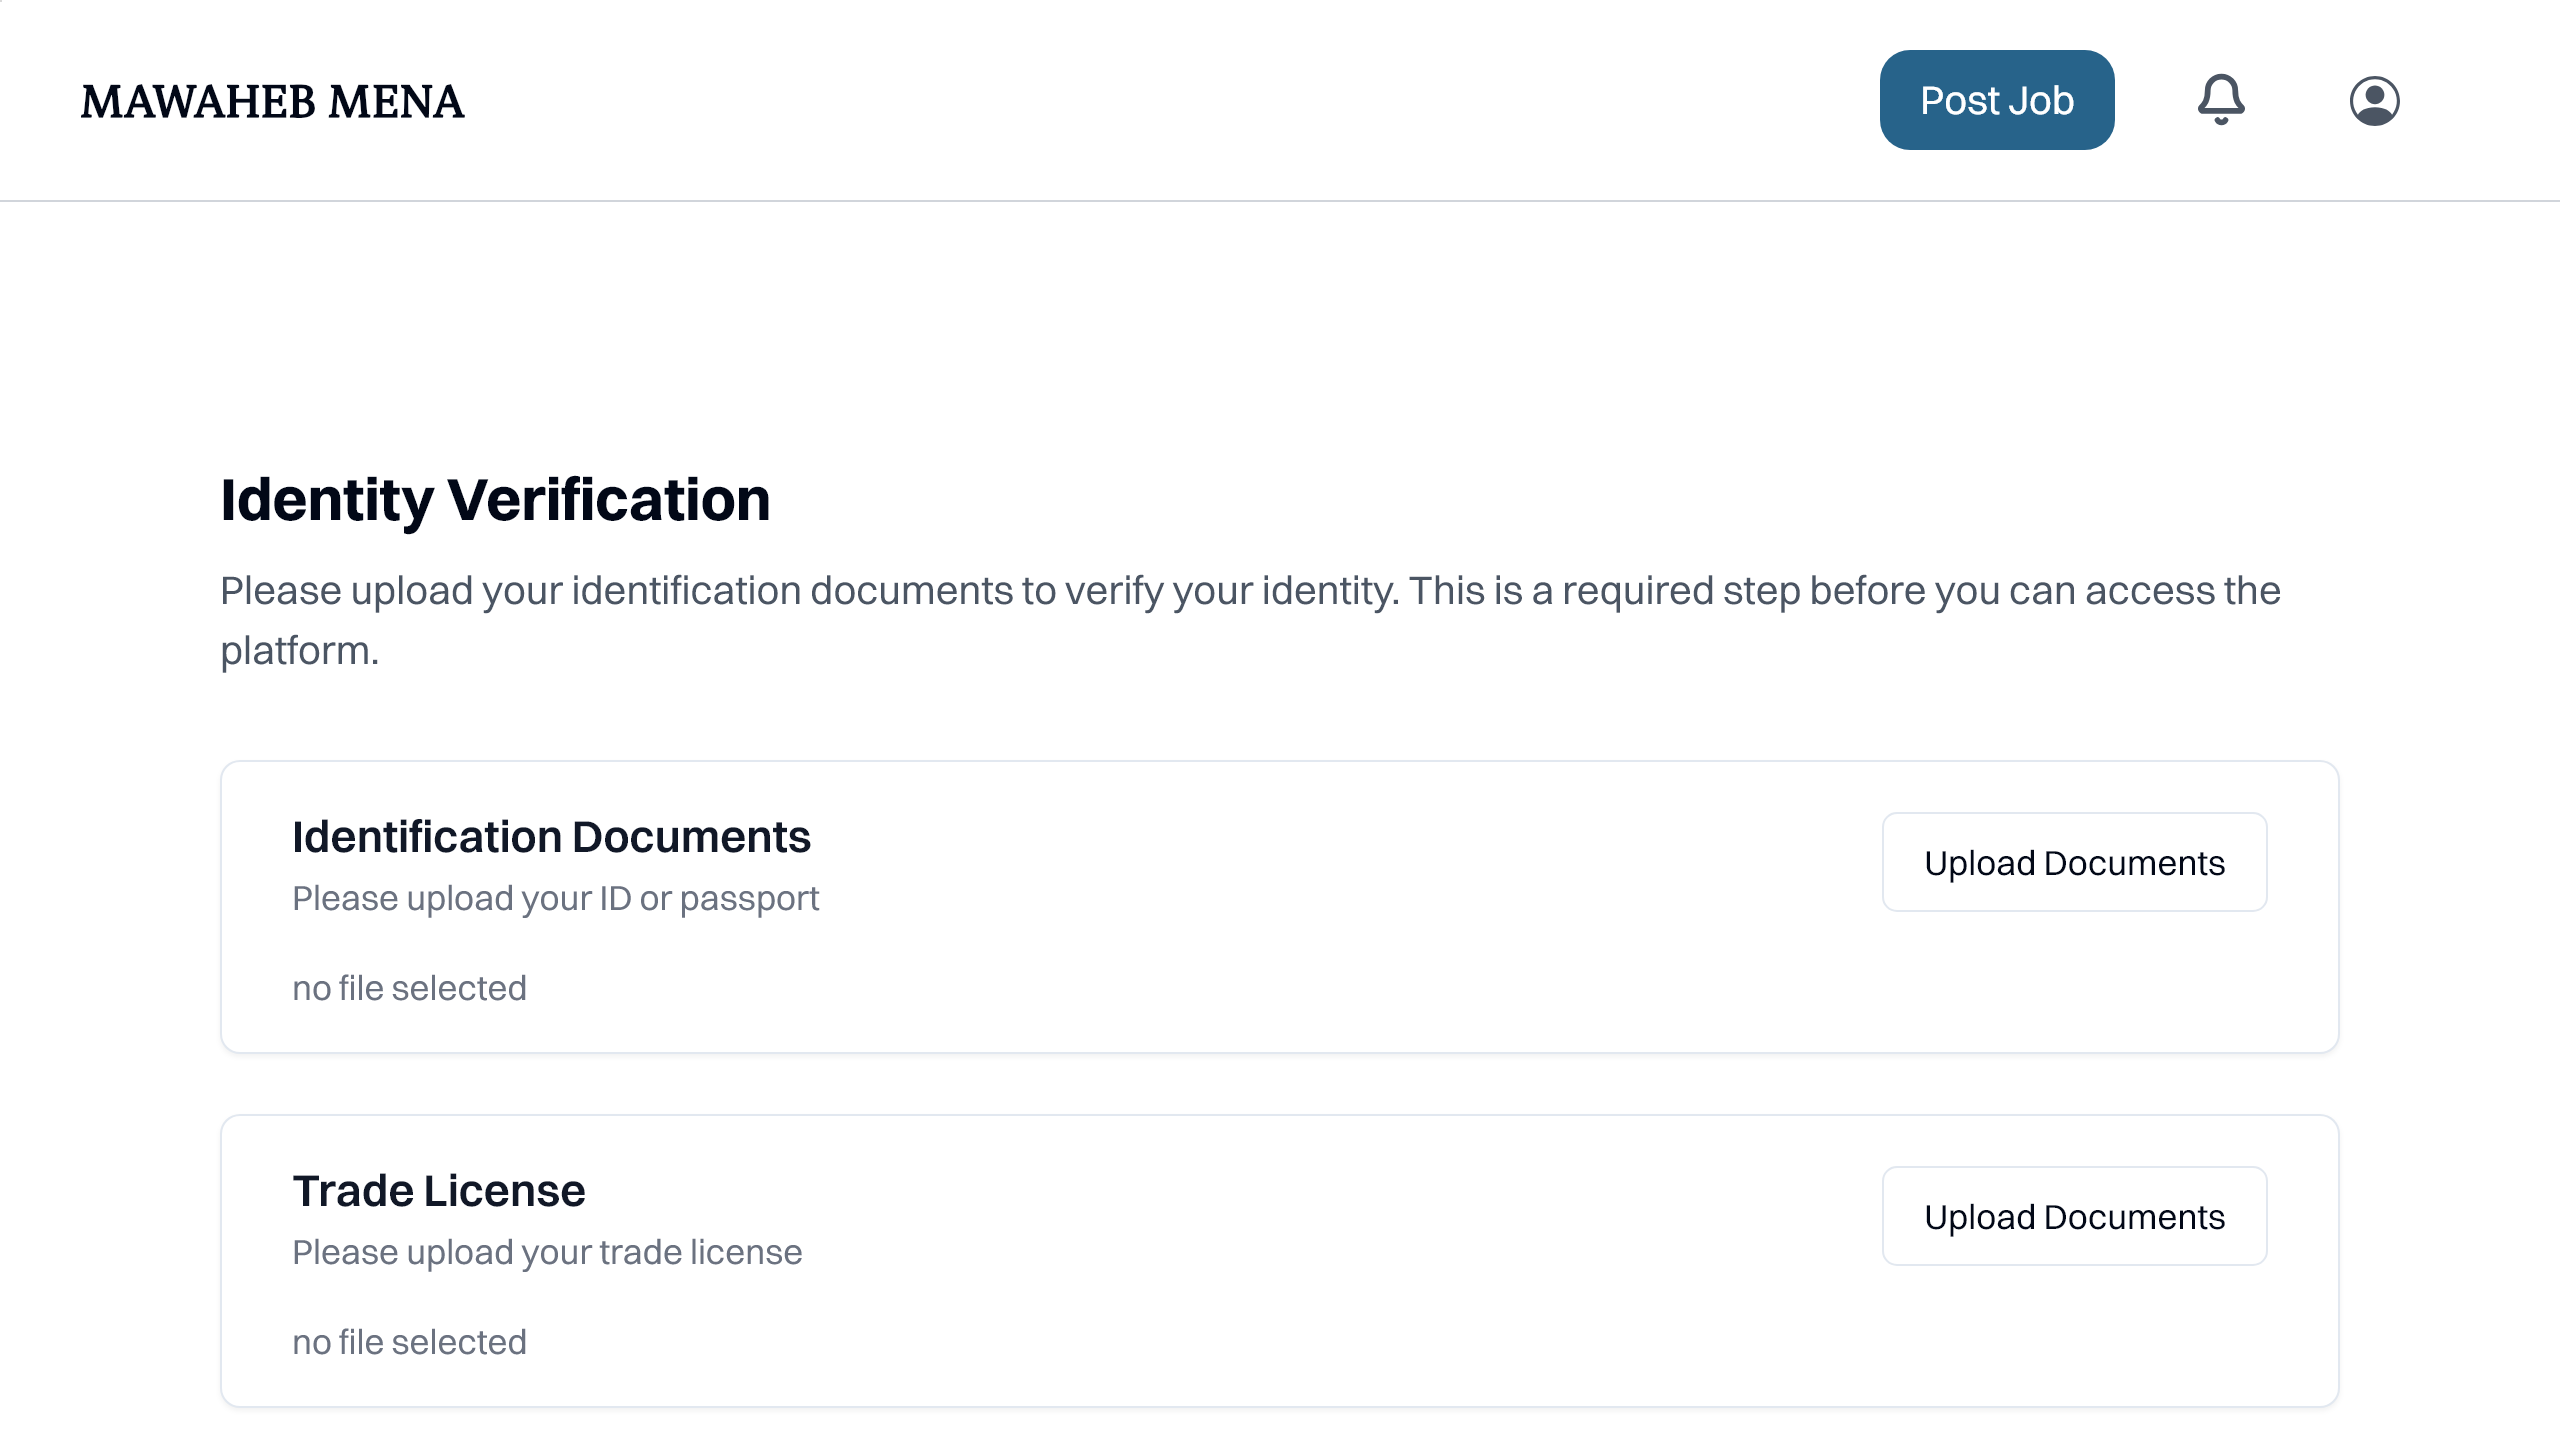 MAWAHEB MENA
Post Job
Identity Verification
Please upload your identification documents to verify your identity. This is a required step before you can access the
platform.
Identification Documents
Please upload your ID or passport
Upload Documents
no file selected
Trade License
Please upload your trade license
Upload Documents
no file selected